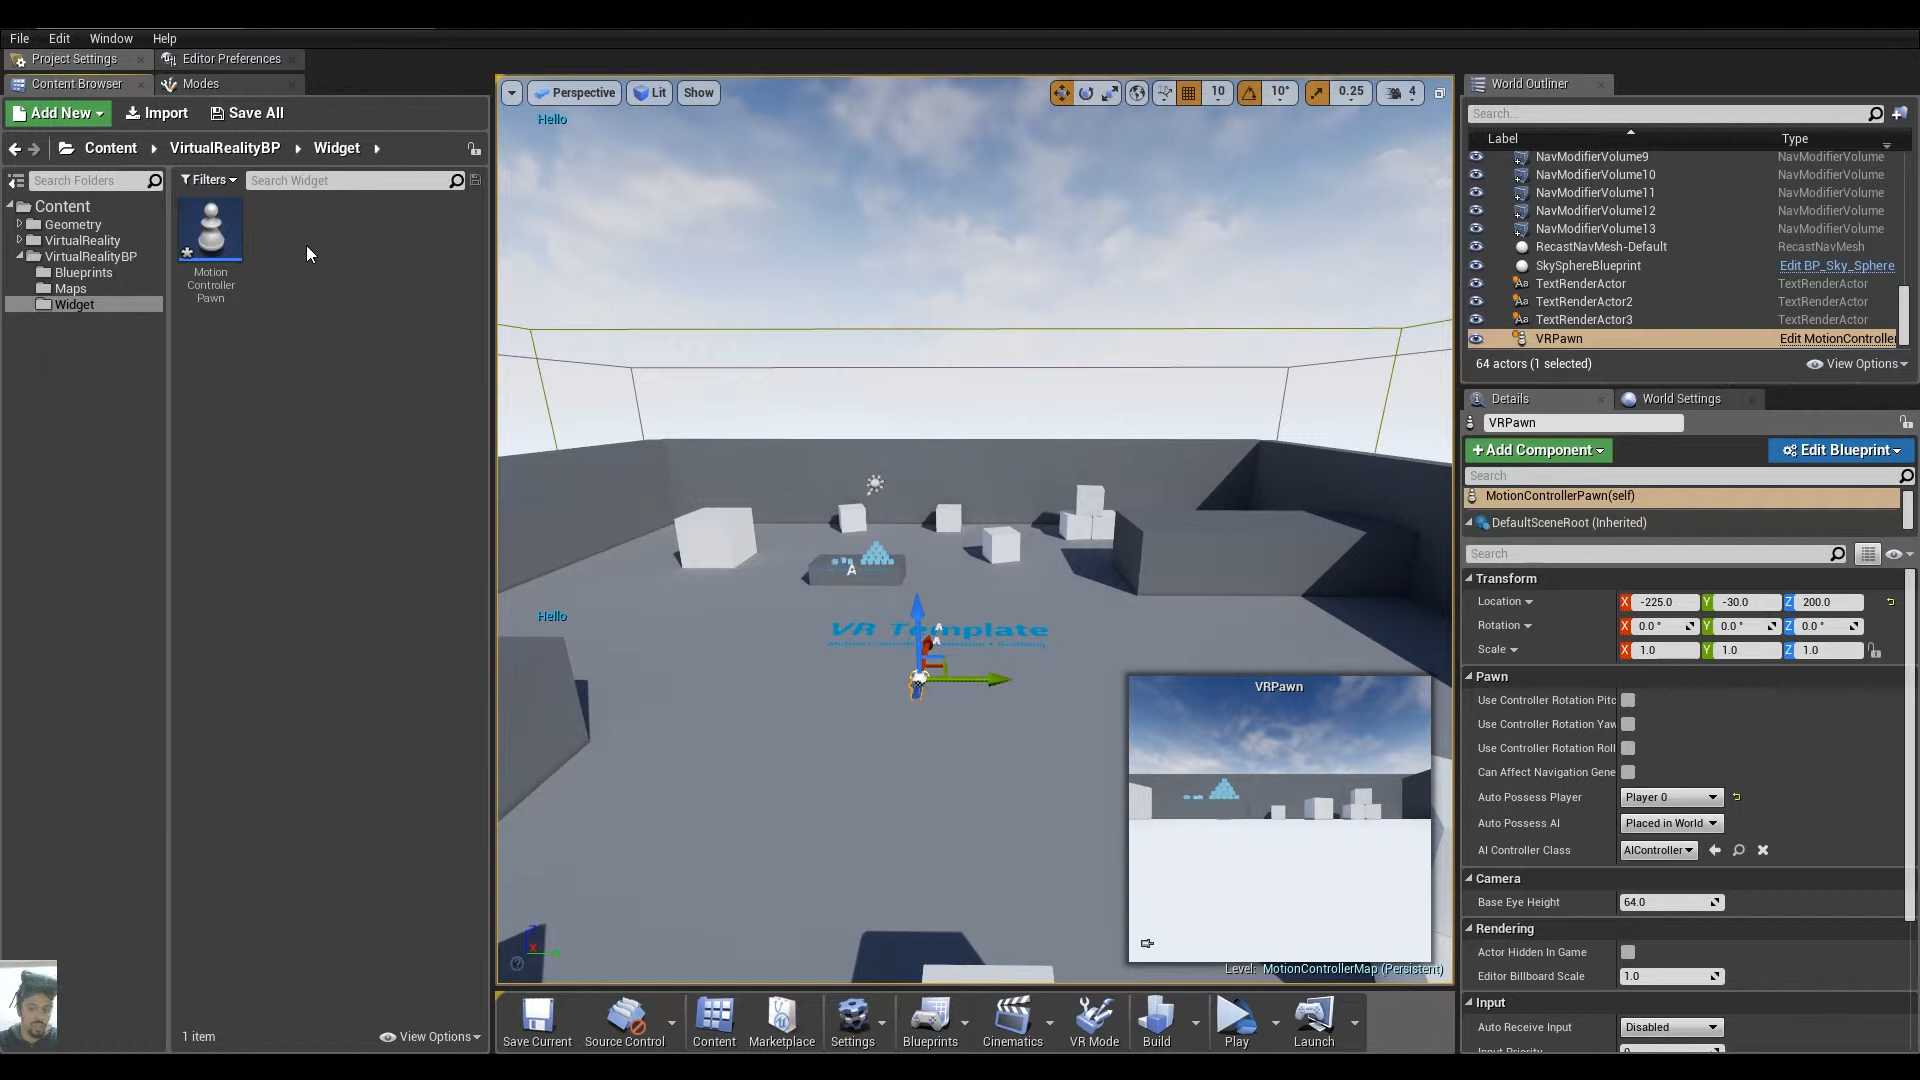 File Edit Window Help
Project Settings Editor Preferences
Content Browser Modes
Add New Import Save All
Content VirtualRealityBP Widget
Search Folders Filters Search Widget
Content
Geometry
VirtualReality
VirtualRealityBP
Blueprints
Maps
Widget
Motion
Controller
Pawn
1 item View Options
Perspective Lit Show 10 10° 0.25 4
Hello
Hello
A
VR Template
VRPawn
Level: MotionControllerMap (Persistent)
Save Current Source Control Content Marketplace Settings Blueprints Cinematics VR Mode Build Play Launch
World Outliner
Search...
Label Type
NavModifierVolume9 NavModifierVolume
NavModifierVolume10 NavModifierVolume
NavModifierVolume11 NavModifierVolume
NavModifierVolume12 NavModifierVolume
NavModifierVolume13 NavModifierVolume
RecastNavMesh-Default RecastNavMesh
SkySphereBlueprint Edit BP_Sky_Sphere
TextRenderActor TextRenderActor
TextRenderActor2 TextRenderActor
TextRenderActor3 TextRenderActor
VRPawn Edit MotionController
64 actors (1 selected) View Options
Details World Settings
VRPawn
+Add Component Edit Blueprint
Search
MotionControllerPawn(self)
DefaultSceneRoot (Inherited)
Search
Transform
Location X -225.0 Y -30.0 Z 200.0
Rotation X 0.0 ° Y 0.0 ° Z 0.0 °
Scale X 1.0 Y 1.0 Z 1.0
Pawn
Use Controller Rotation Pitc
Use Controller Rotation Yaw
Use Controller Rotation Roll
Can Affect Navigation Gene
Auto Possess Player Player 0
Auto Possess AI Placed in World
AI Controller Class AIController
Camera
Base Eye Height 64.0
Rendering
Actor Hidden In Game
Editor Billboard Scale 1.0
Input
Auto Receive Input Disabled